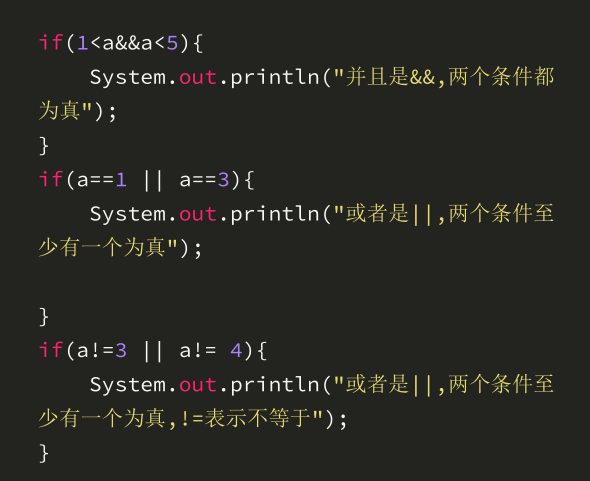 if(1<a&&a<5){
    System.out.println("并且是&&,两个条件都
为真");
}
if(a==1 || a==3){
    System.out.println("或者是||,两个条件至
少有一个为真");

}
if(a!=3 || a!= 4){
    System.out.println("或者是||,两个条件至
少有一个为真,!=表示不等于");
}